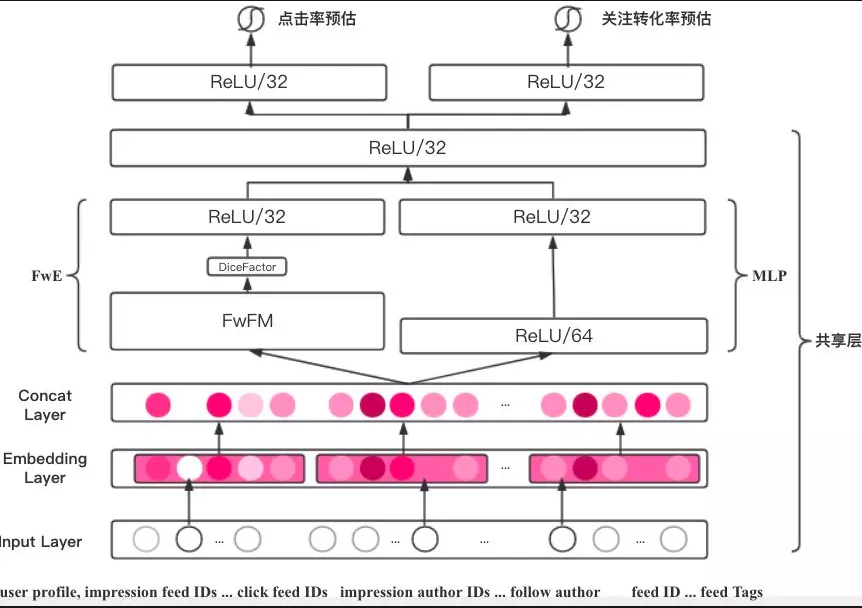 点击率预估
关注转化率预估
ReLU/32
ReLU/32
ReLU/32
ReLU/32
ReLU/32
FwE
DiceFactor
MLP
FwFM
ReLU/64
共享层
Concat
Layer
...
Embedding
Layer
...
Input Layer
...
...
...
...
user profile, impression feed IDs ... click feed IDs
impression author IDs ... follow author
feed ID ... feed Tags